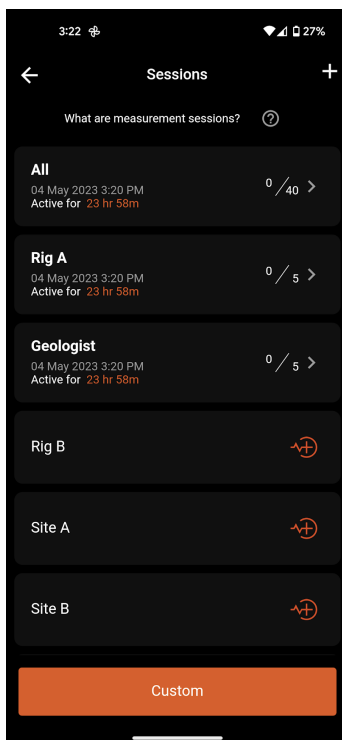 3:22
27%
Sessions
What are measurement sessions?
All
04 May 2023 3:20 PM
0/40
Active for 23 hr 58m
Rig A
04 May 2023 3:20 PM
0/5
Active for 23 hr 58m
Geologist
04 May 2023 3:20 PM
0/5
Active for 23 hr 58m
Rig B
Site A
Site B
Custom